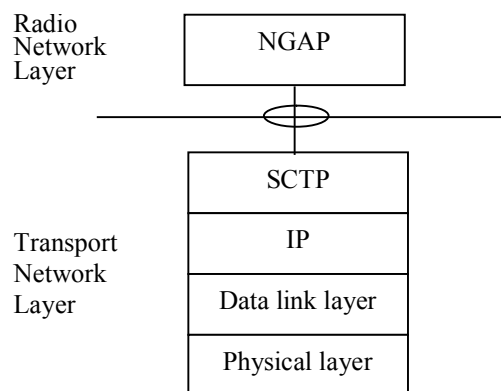 Radio
Network
Layer
NGAP
SCTP
IP
Transport
Network
Layer
Data link layer
Physical layer